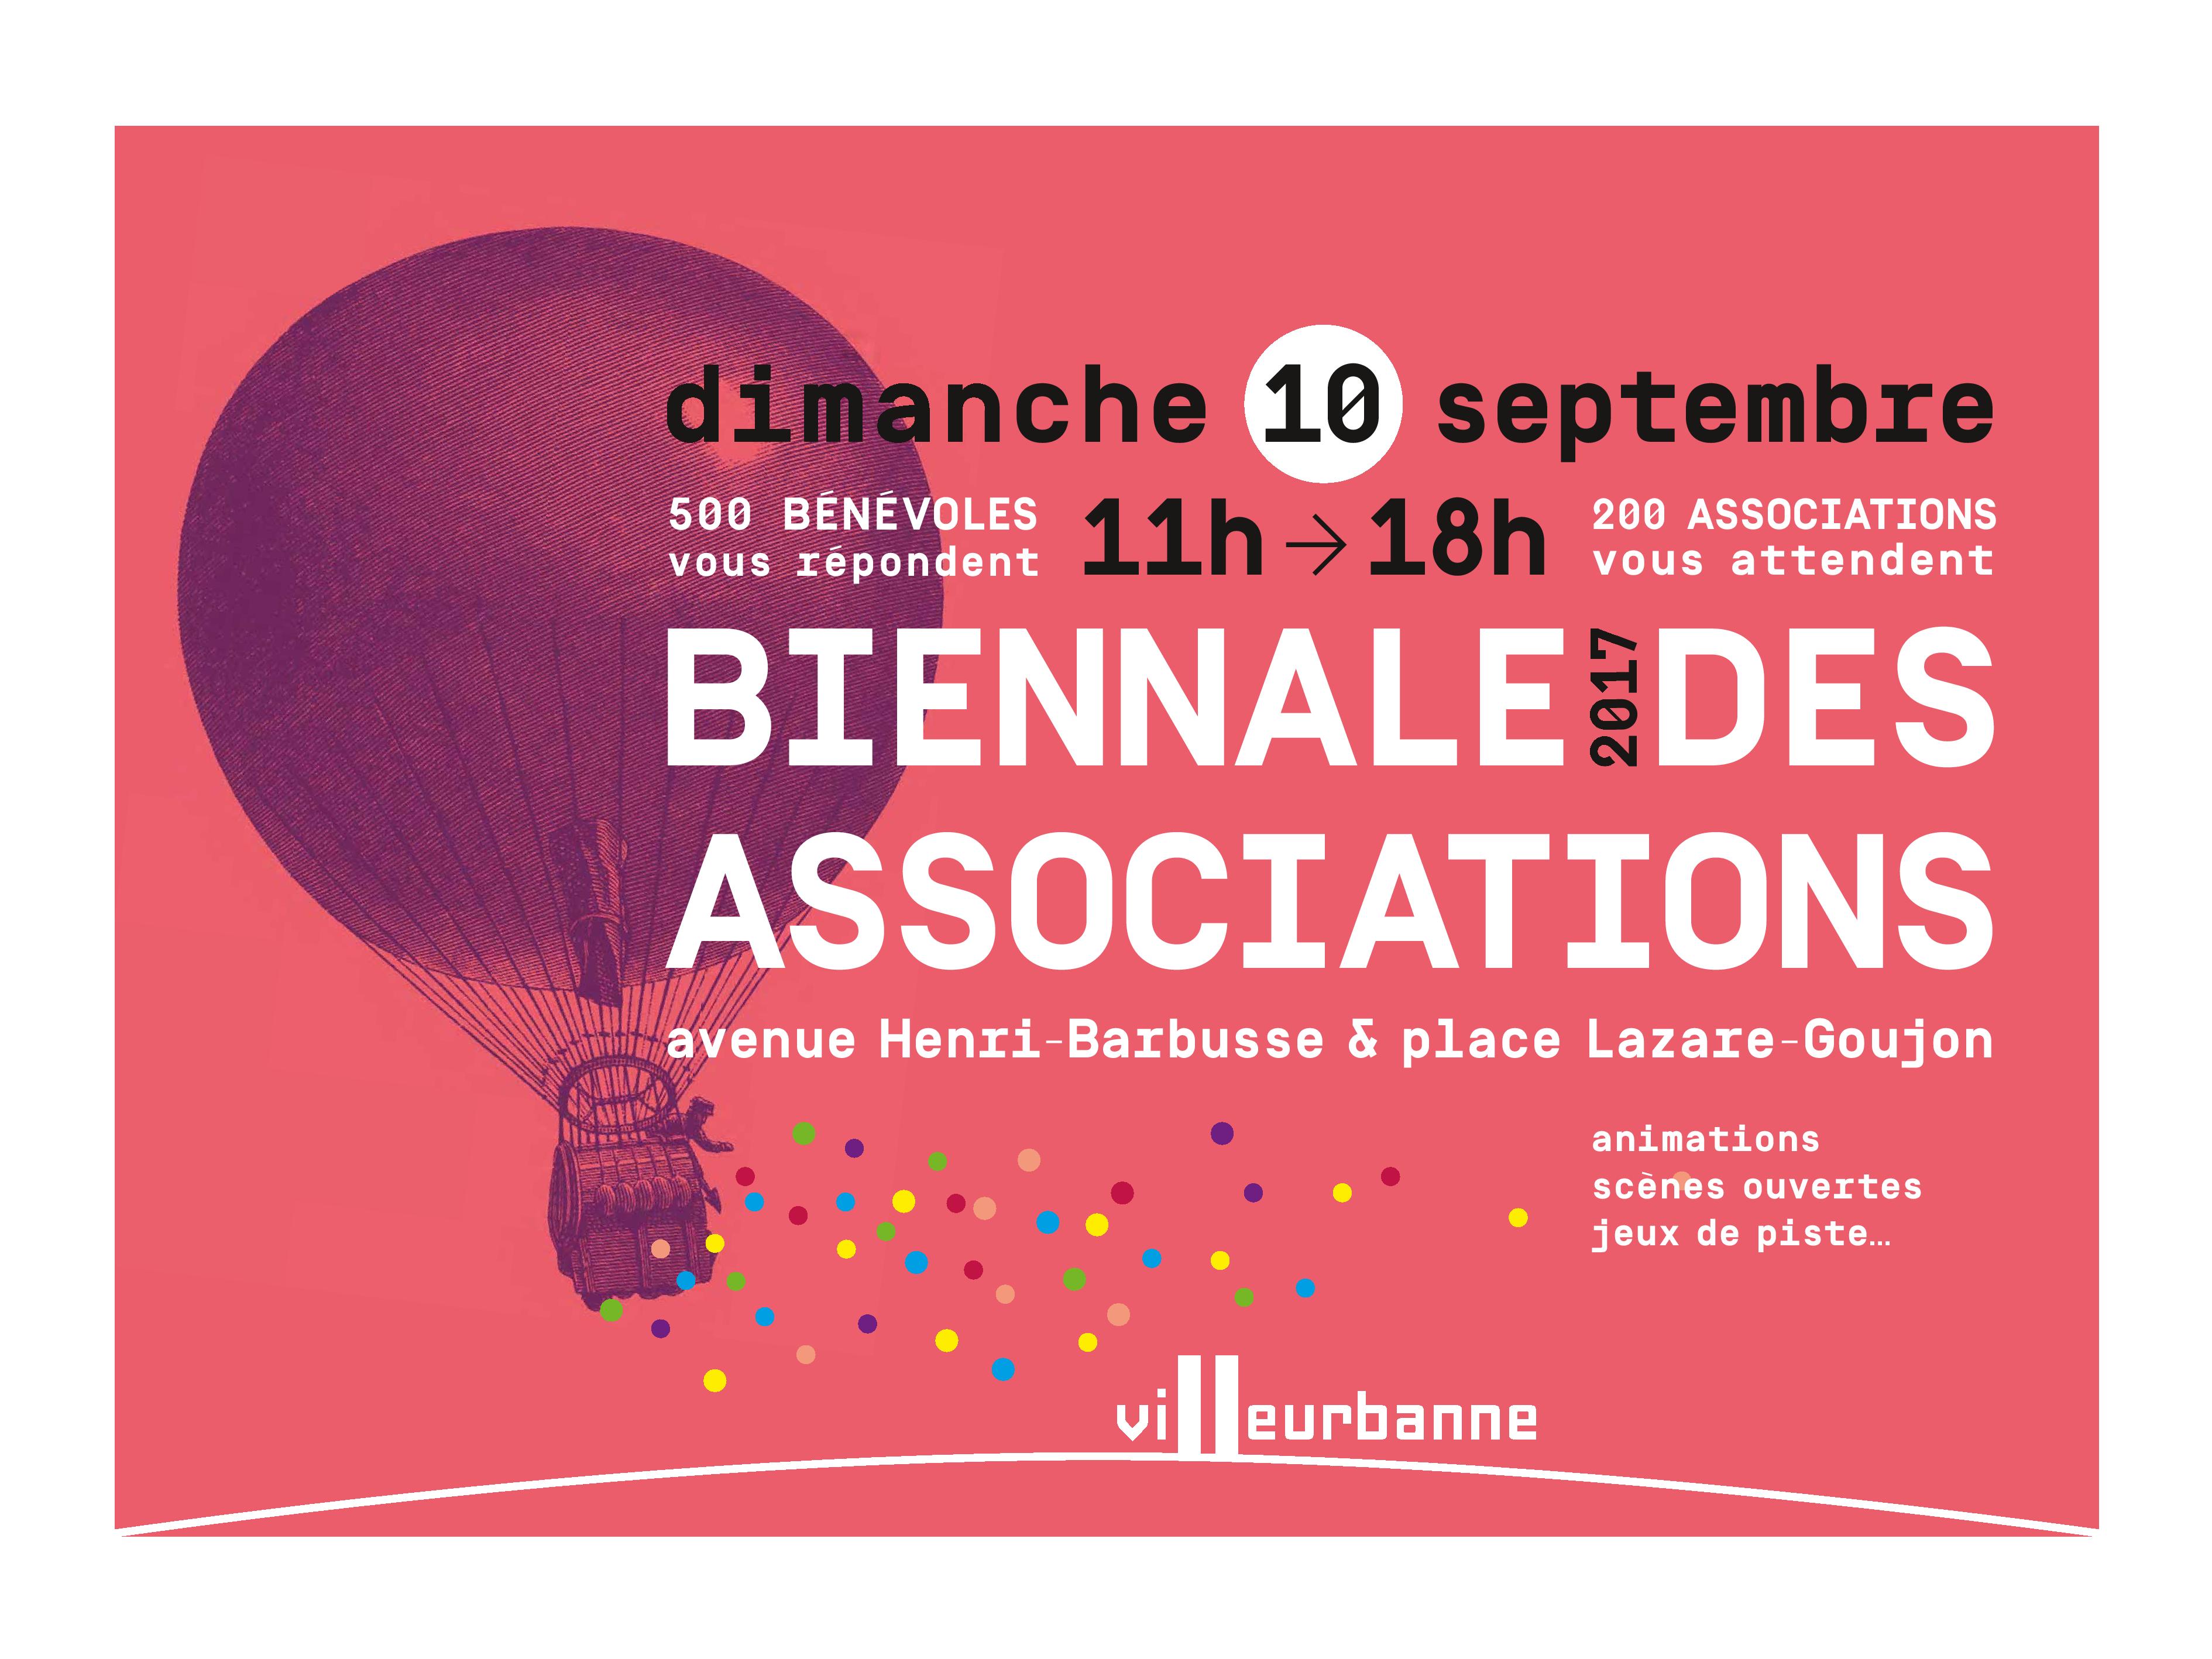 dimanche 10 septembre
500 BÉNÉVOLES
vous répondent
11h → 18h
200 ASSOCIATIONS
vous attendent
BIENNALE 2017 DES
ASSOCIATIONS
avenue Henri-Barbusse & place Lazare-Goujon
animations
scènes ouvertes
jeux de piste…
villeurbanne